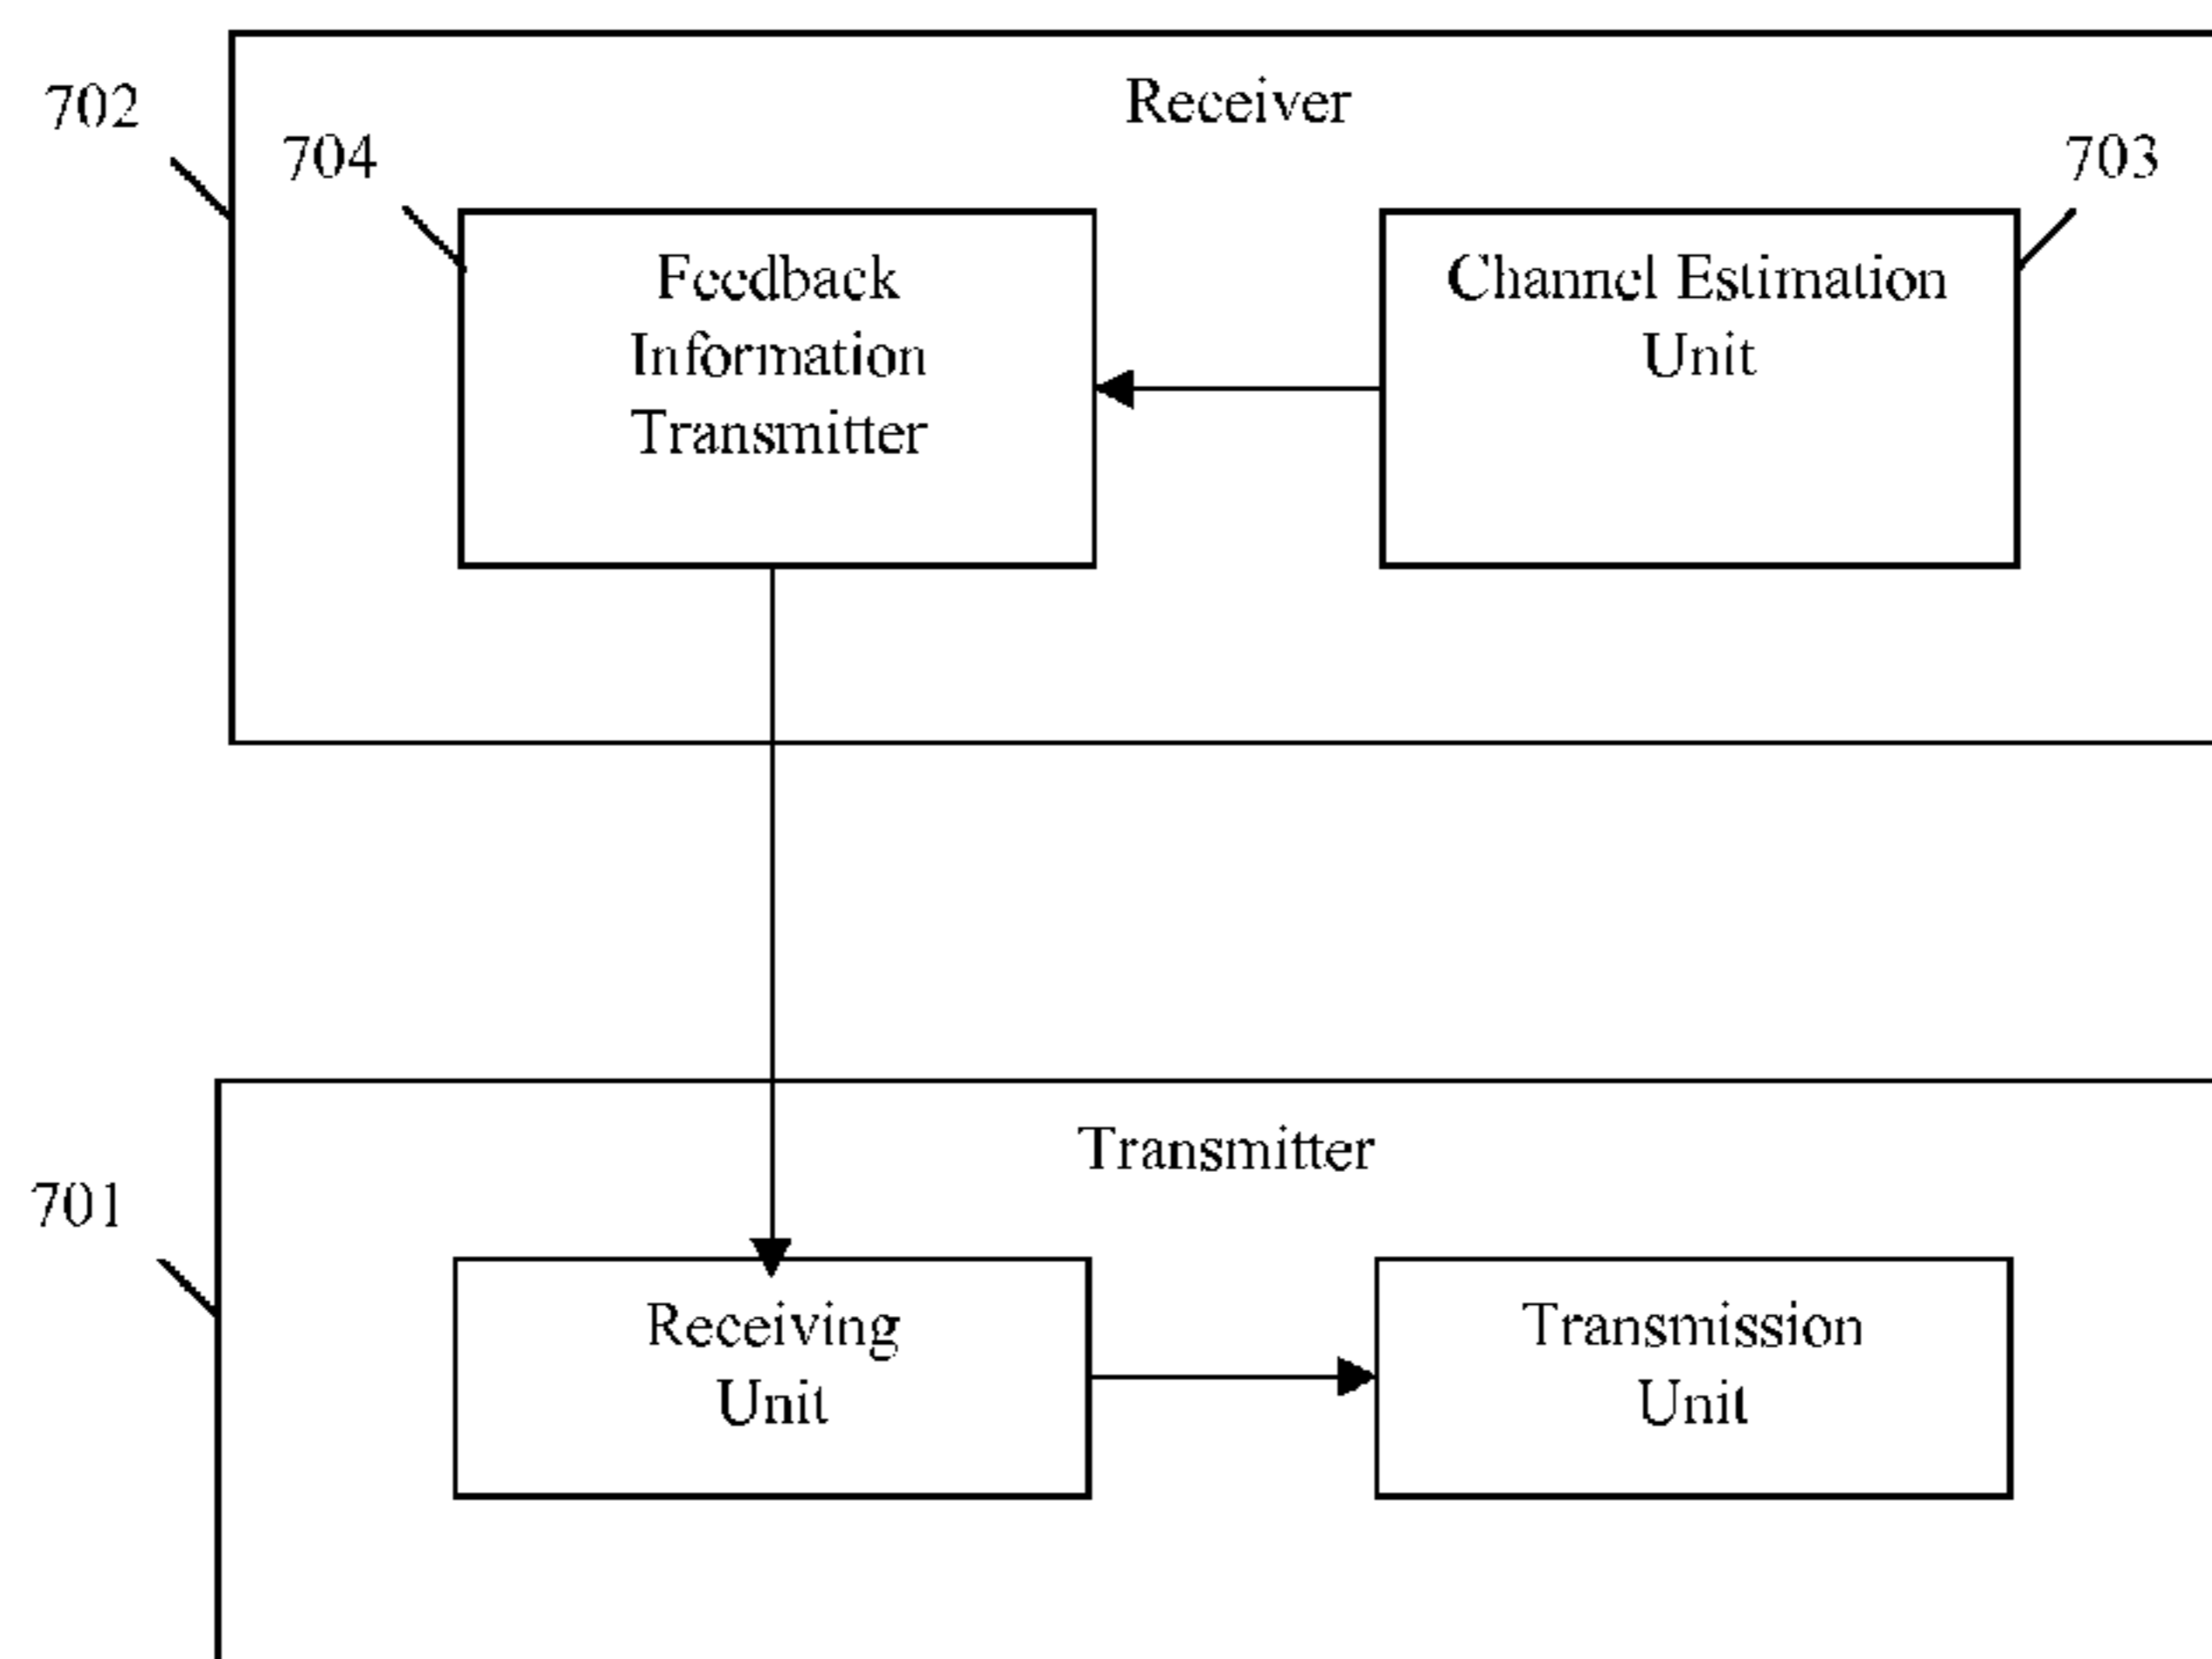 Receiver
702
704
703
Feedback
Information
Transmitter
Channel Estimation
Unit
Transmitter
701
Receiving
Unit
Transmission
Unit